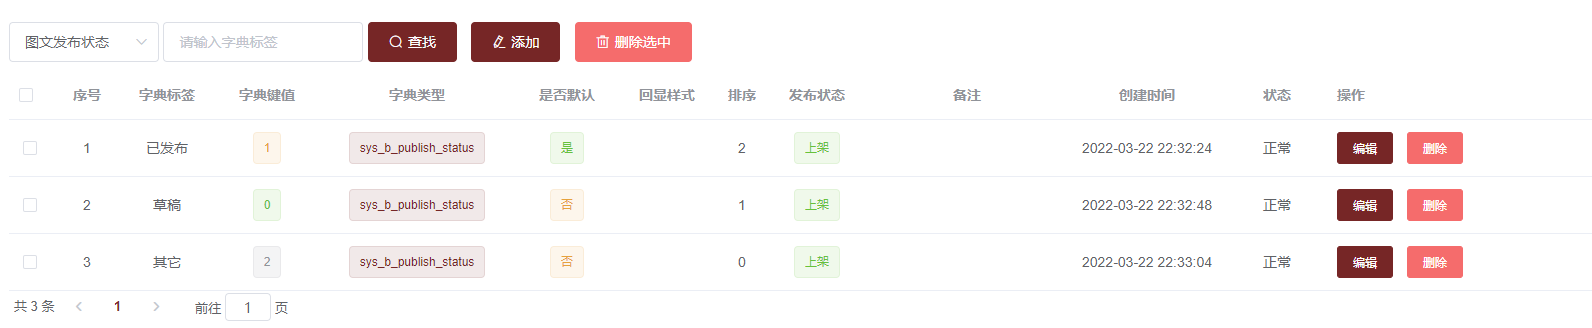 图文发布状态 请输入字典标签 查找 添加 删除选中
序号 字典标签 字典键值 字典类型 是否默认 回显样式 排序 发布状态 备注 创建时间 状态 操作
1 已发布 1 sys_b_publish_status 是 2 上架 2022-03-22 22:32:24 正常 编辑 删除
2 草稿 0 sys_b_publish_status 否 1 上架 2022-03-22 22:32:48 正常 编辑 删除
3 其它 2 sys_b_publish_status 否 0 上架 2022-03-22 22:33:04 正常 编辑 删除
共 3 条 1 前往 1 页